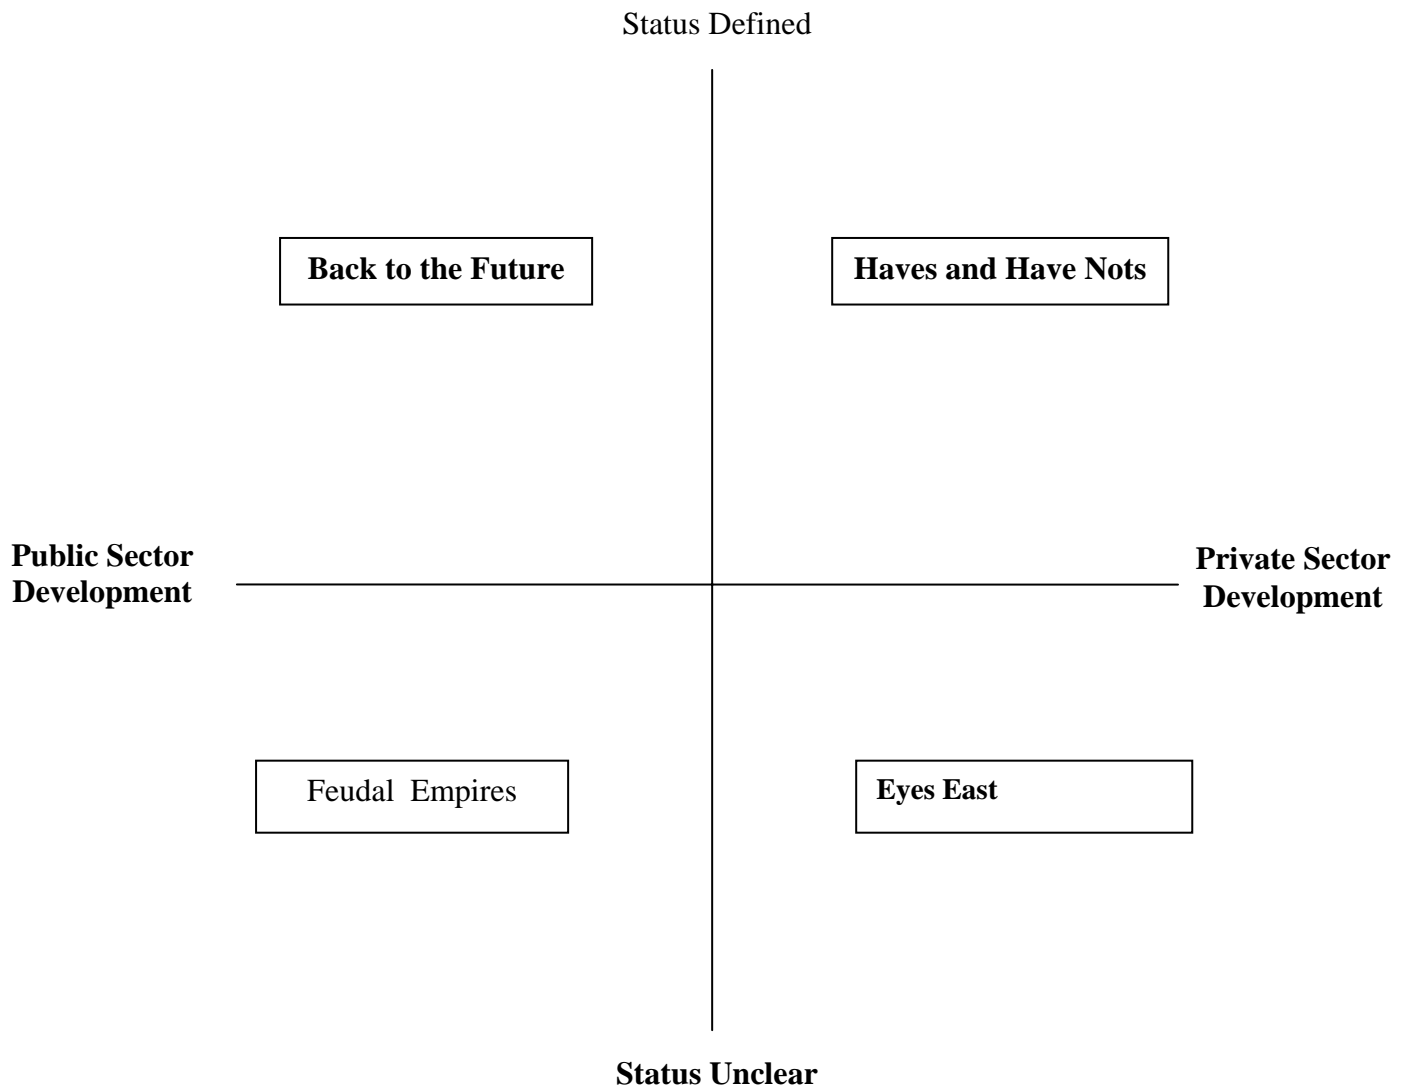 Status Defined
Back to the Future
Haves and Have Nots
Public Sector
Development
Private Sector
Development
Feudal Empires
Eyes East
Status Unclear